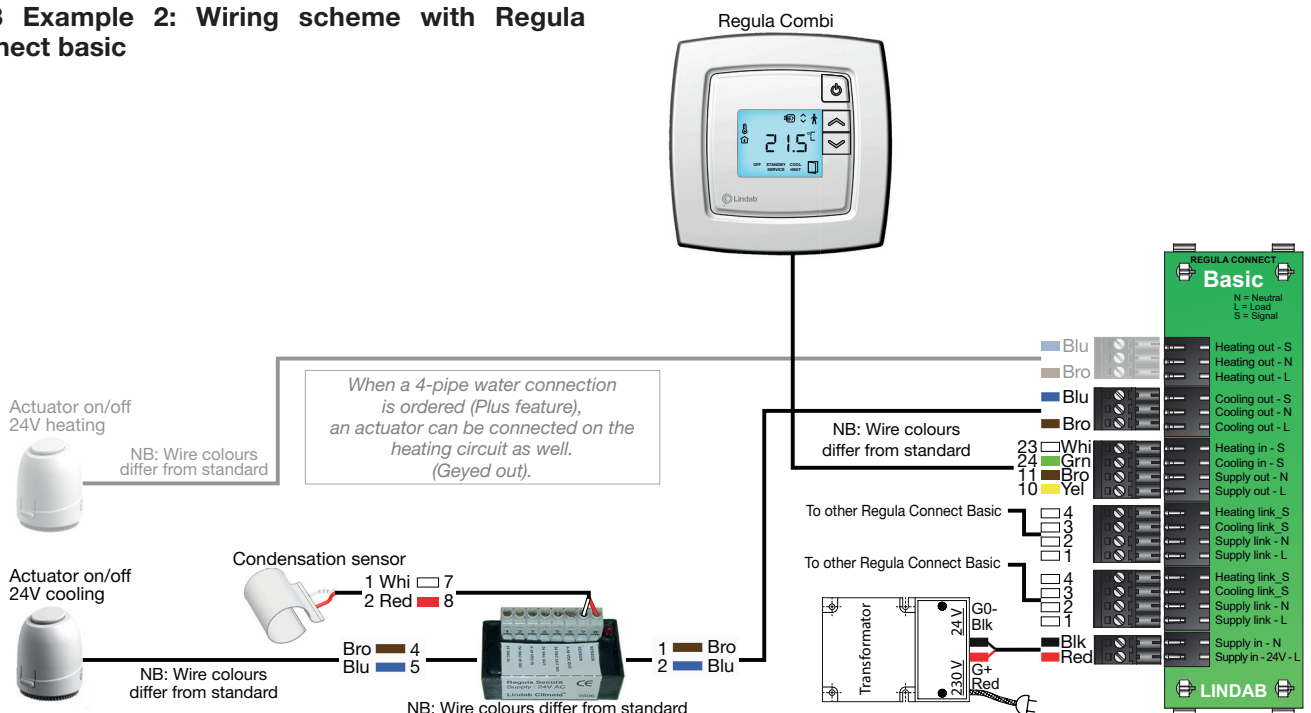 3 Example 2: Wiring scheme with Regula
nect basic
Regula Combi
21.5°C
OFF STANDBY COOL
SERVICE HEAT
Lindab
REGULA CONNECT
Basic
N = Neutral
L = Load
S = Signal
Blu
Bro
Heating out - S
Heating out - N
Heating out - L
Blu
Bro
Cooling out - S
Cooling out - N
Cooling out - L
When a 4-pipe water connection
is ordered (Plus feature),
an actuator can be connected on the
heating circuit as well.
(Geyed out).
Actuator on/off
24V heating
NB: Wire colours
differ from standard
NB: Wire colours
differ from standard
23 Whi
24 Grn
11 Bro
10 Yel
Heating in - S
Cooling in - S
Supply out - N
Supply out - L
To other Regula Connect Basic
4
3
2
1
Heating link_S
Cooling link_S
Supply link - N
Supply link - L
To other Regula Connect Basic
4
3
2
1
Heating link_S
Cooling link_S
Supply link - N
Supply link - L
Condensation sensor
1 Whi 7
2 Red 8
Actuator on/off
24V cooling
Bro 4
Blu 5
1 Bro
2 Blu
NB: Wire colours
differ from standard
Regula Secura
Supply : 24V AC
Lindab Climate
CE
NB: Wire colours differ from standard
Transformator
24 V
230 V
G0-
Blk
G+
Red
Blk
Red
Supply in - N
Supply in - 24V - L
LINDAB